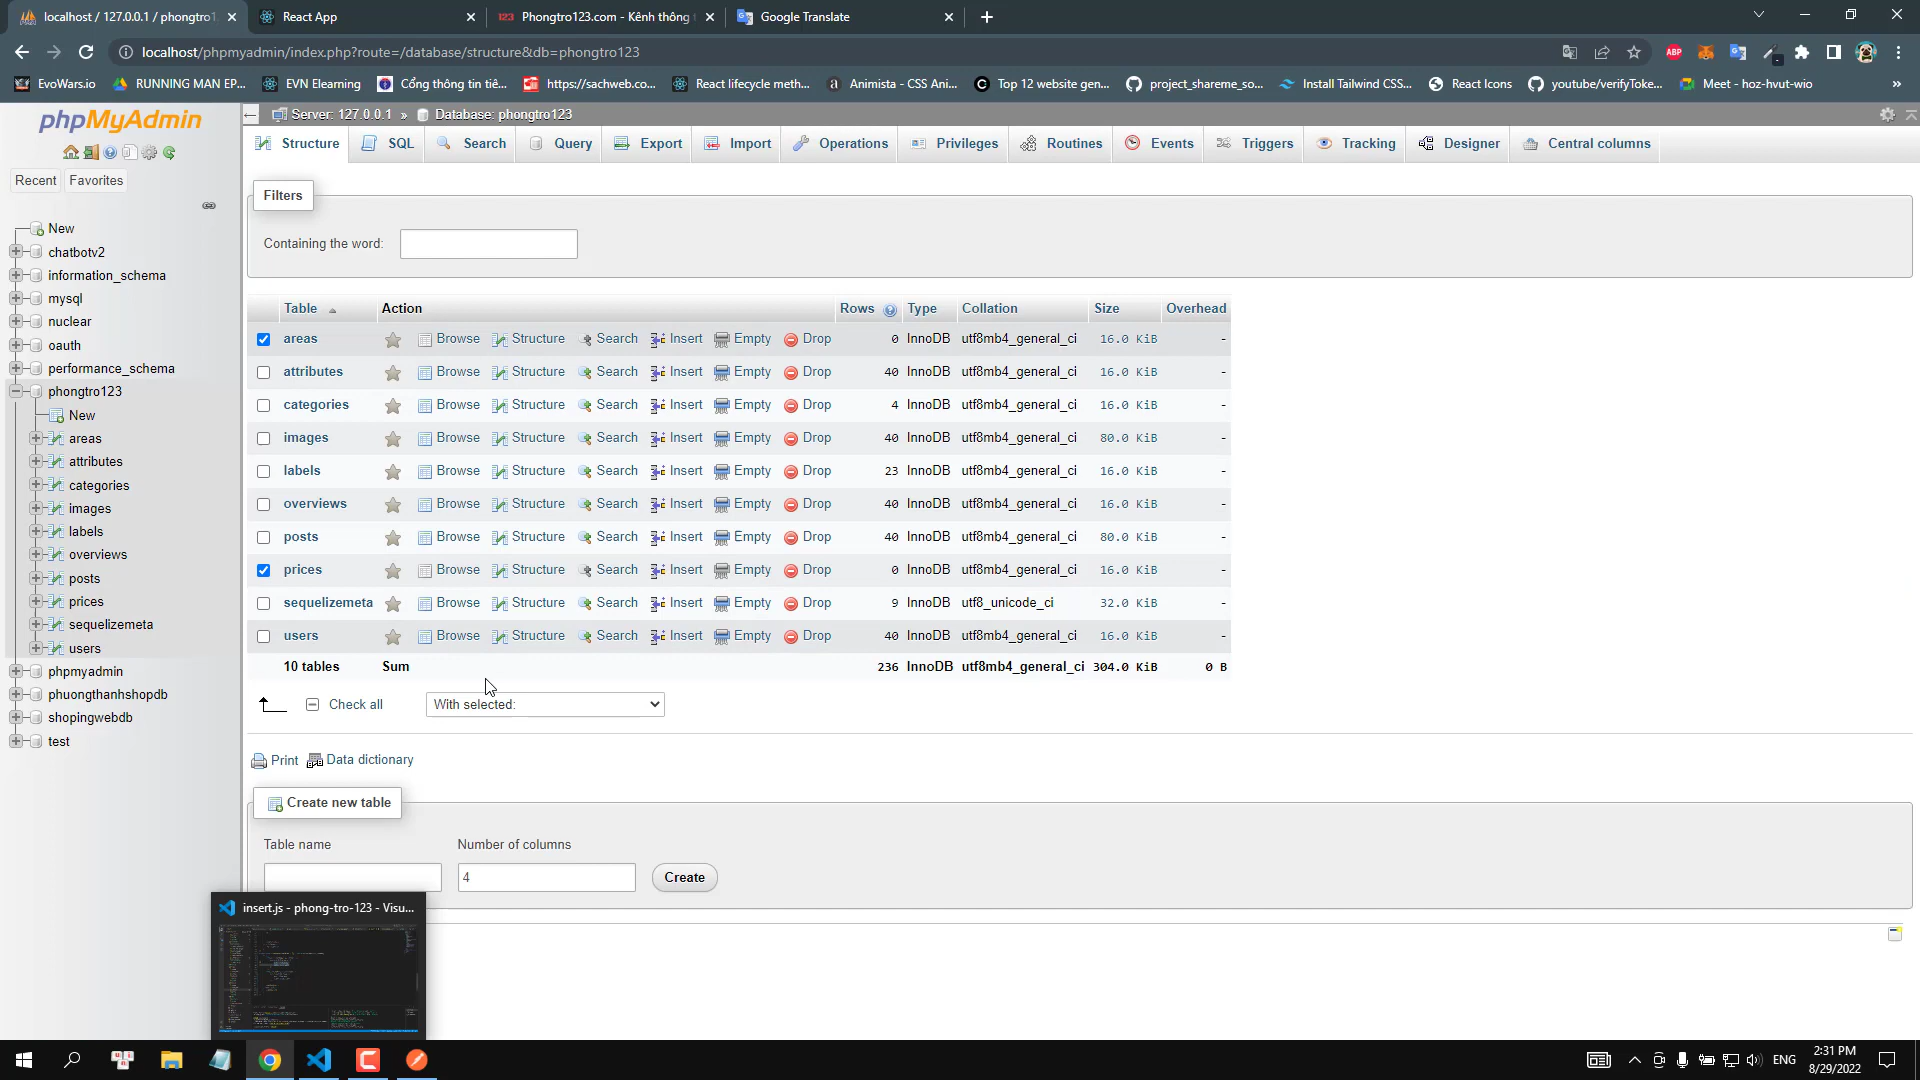 localhost / 127.0.0.1 / phongtro1
React App
Phongtro123.com - Kênh thông
Google Translate
localhost/phpmyadmin/index.php?route=/database/structure&db=phongtro123
EvoWars.io
RUNNING MAN EP...
EVN Elearning
Cổng thông tin tiê...
https://sachweb.co...
React lifecycle meth...
Animista - CSS Ani...
Top 12 website gen...
project_shareme_so...
Install Tailwind CSS...
React Icons
youtube/verifyToke...
Meet - hoz-hvut-wio
phpMyAdmin
Recent
Favorites
New
chatbotv2
information_schema
mysql
nuclear
oauth
performance_schema
phongtro123
New
areas
attributes
categories
images
labels
overviews
posts
prices
sequelizemeta
users
phpmyadmin
phuongthanhshopdb
shopingwebdb
test
Server: 127.0.0.1 » Database: phongtro123
Structure SQL Search Query Export Import Operations Privileges Routines Events Triggers Tracking Designer Central columns
Filters
Containing the word:
Table Action Rows Type Collation Size Overhead
areas Browse Structure Search Insert Empty Drop 0 InnoDB utf8mb4_general_ci 16.0 KiB -
attributes Browse Structure Search Insert Empty Drop 40 InnoDB utf8mb4_general_ci 16.0 KiB -
categories Browse Structure Search Insert Empty Drop 4 InnoDB utf8mb4_general_ci 16.0 KiB -
images Browse Structure Search Insert Empty Drop 40 InnoDB utf8mb4_general_ci 80.0 KiB -
labels Browse Structure Search Insert Empty Drop 23 InnoDB utf8mb4_general_ci 16.0 KiB -
overviews Browse Structure Search Insert Empty Drop 40 InnoDB utf8mb4_general_ci 16.0 KiB -
posts Browse Structure Search Insert Empty Drop 40 InnoDB utf8mb4_general_ci 80.0 KiB -
prices Browse Structure Search Insert Empty Drop 0 InnoDB utf8mb4_general_ci 16.0 KiB -
sequelizemeta Browse Structure Search Insert Empty Drop 9 InnoDB utf8_unicode_ci 32.0 KiB -
users Browse Structure Search Insert Empty Drop 40 InnoDB utf8mb4_general_ci 16.0 KiB -
10 tables Sum 236 InnoDB utf8mb4_general_ci 304.0 KiB 0 B
Check all With selected:
Print Data dictionary
Create new table
Table name Number of columns
4 Create
insert.js - phong-tro-123 - Visu...
ENG
2:31 PM
8/29/2022